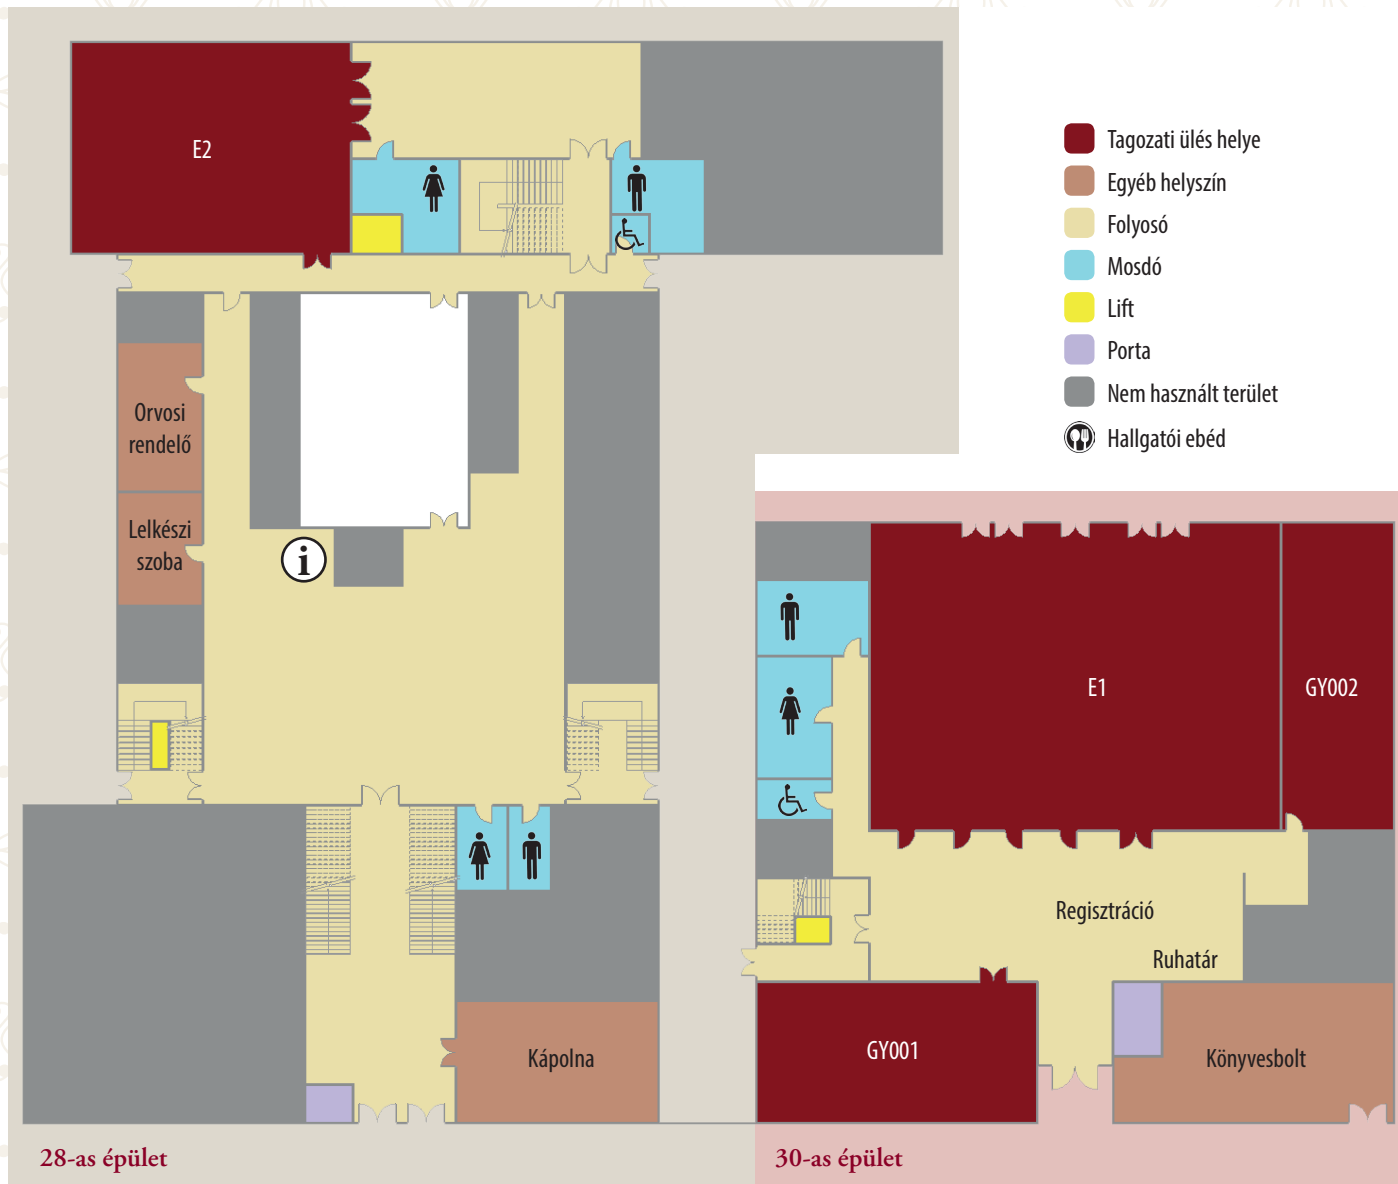 E2
Tagozati ülés helye
Egyéb helyszín
Folyosó
Mosdó
Lift
Porta
Nem használt terület
Hallgatói ebéd
Orvosi
rendelő
Lelkészi
szoba
i
E1
GY002
Regisztráció
Ruhatár
GY001
Kápolna
Könyvesbolt
28-as épület
30-as épület